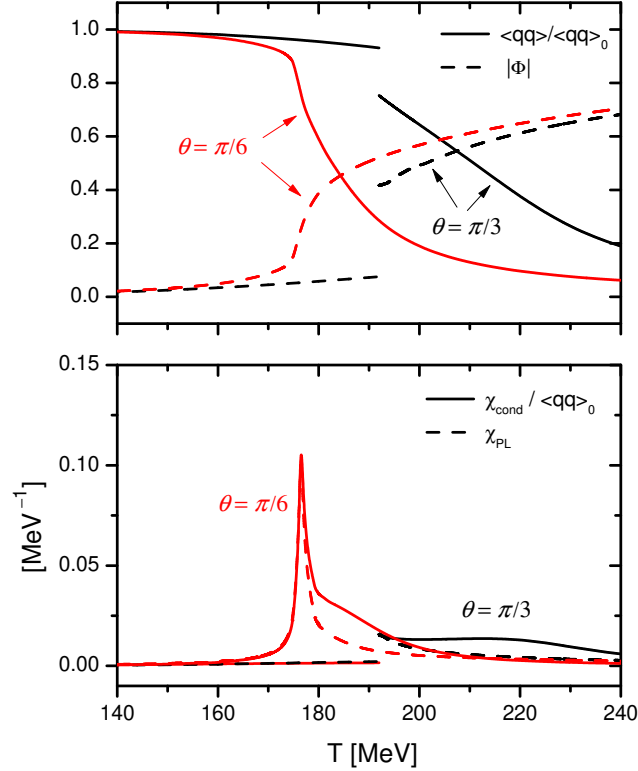 1.0
0.8
0.6
0.4
0.2
0.0
<qq>/<qq>₀
|Φ|
θ = π/6
θ = π/3
0.15
0.10
0.05
0.00
[MeV⁻¹]
χcond / <qq>₀
χPL
θ = π/6
θ = π/3
140 160 180 200 220 240
T [MeV]